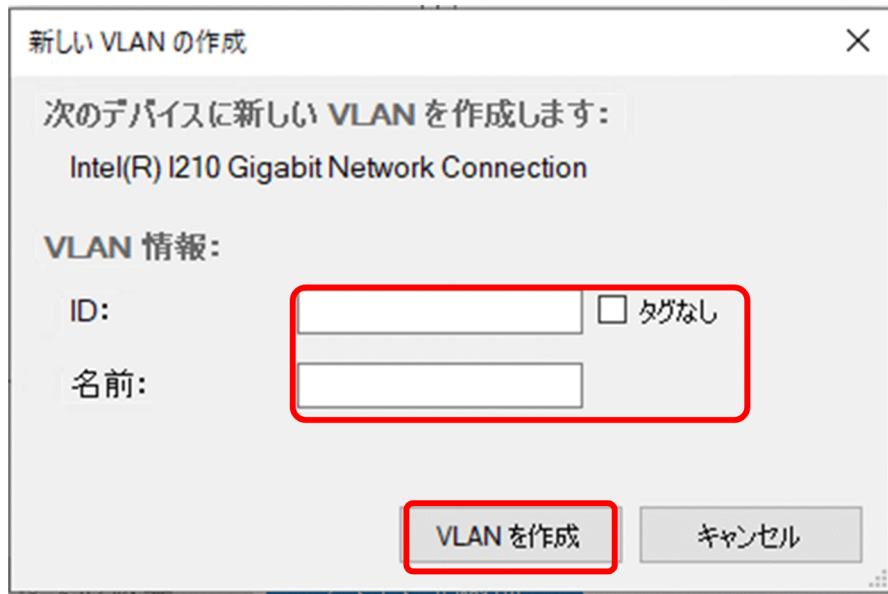 新しい VLAN の作成
次のデバイスに新しい VLAN を作成します:
Intel(R) I210 Gigabit Network Connection
VLAN 情報:
ID:
タグなし
名前:
VLAN を作成
キャンセル